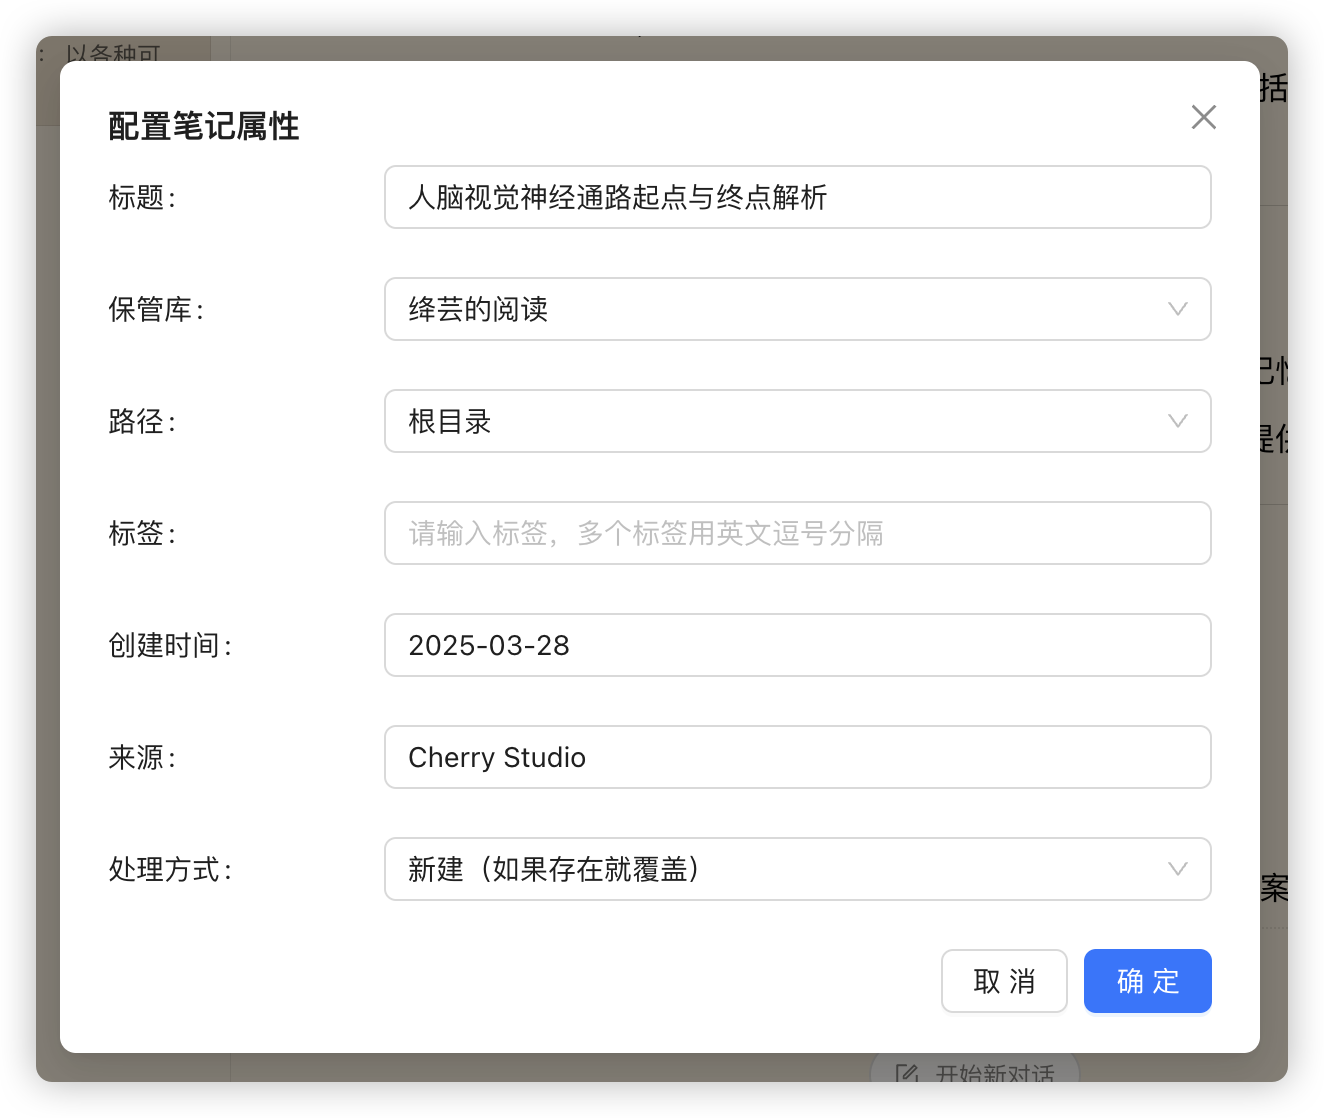 ：以各种可
括
配置笔记属性
标题：
人脑视觉神经通路起点与终点解析
保管库：
绛芸的阅读
路径：
根目录
提供
标签：
请输入标签，多个标签用英文逗号分隔
创建时间：
2025-03-28
来源：
Cherry Studio
处理方式：
新建（如果存在就覆盖）
案
取 消
确 定
开始新对话